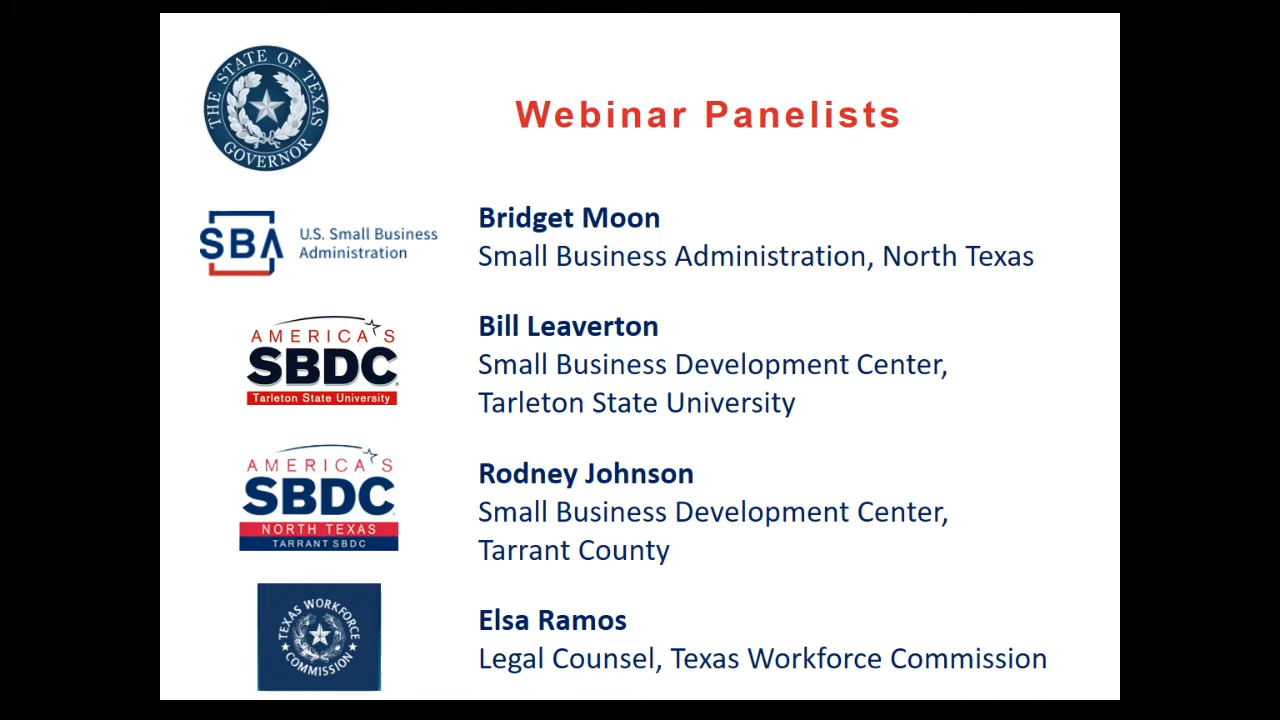 THE STATE OF TEXAS
GOVERNOR
Webinar Panelists
SBA
U.S. Small Business
Administration
Bridget Moon
Small Business Administration, North Texas
AMERICA'S
SBDC
Tarleton State University
Bill Leaverton
Small Business Development Center,
Tarleton State University
AMERICA'S
SBDC
NORTH TEXAS
TARRANT SBDC
Rodney Johnson
Small Business Development Center,
Tarrant County
TEXAS WORKFORCE
COMMISSION
Elsa Ramos
Legal Counsel, Texas Workforce Commission